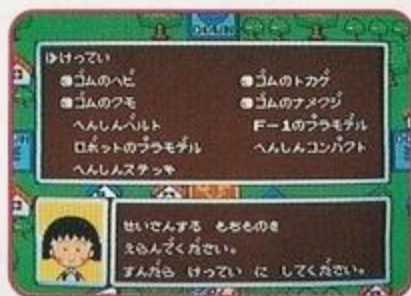 ▷けってい
●ゴムのヘビ ●ゴムのトカゲ
●ゴムのクモ ●ゴムのナメクジ
へんしんベルト F-1のプラモデル
ロボットのプラモデル へんしんコンパクト
へんしんステッキ
せいさんする もちものを
えらんでください。
すんだら けってい に してください。